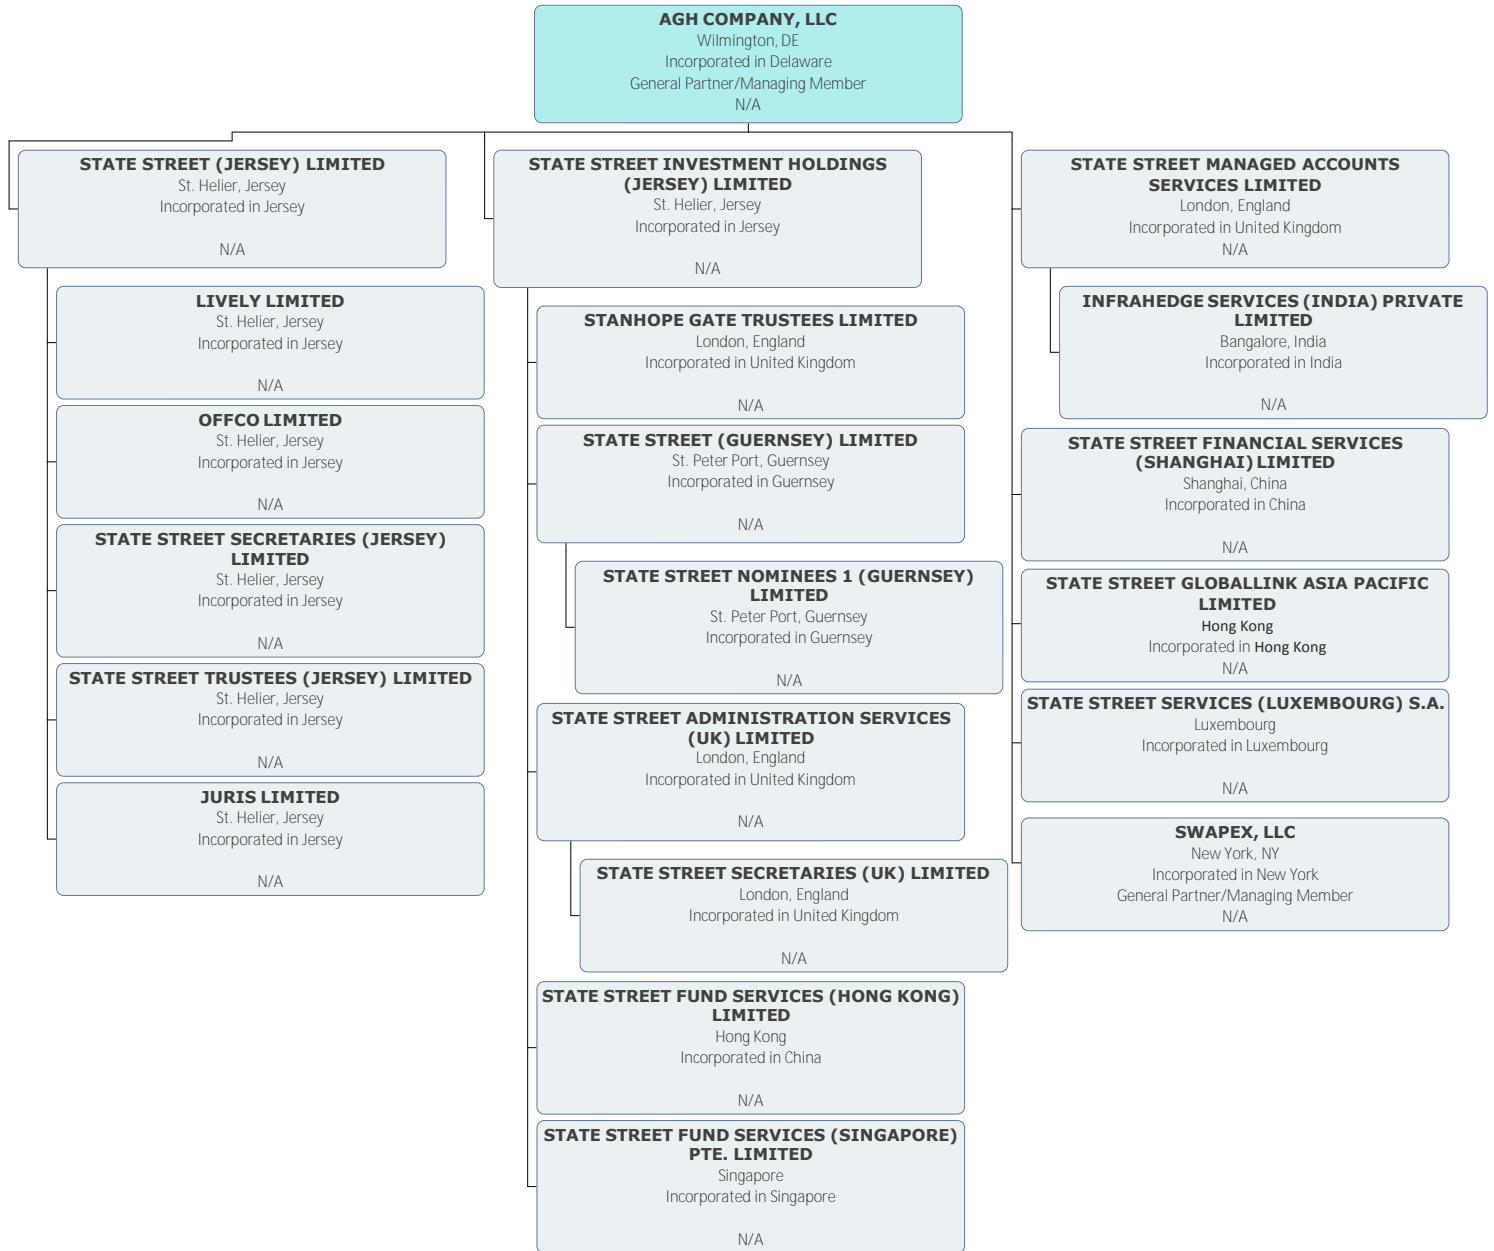 AGH COMPANY, LLC
Wilmington, DE
Incorporated in Delaware
General Partner/Managing Member
N/A
STATE STREET (JERSEY) LIMITED
St. Helier, Jersey
Incorporated in Jersey
N/A
LIVELY LIMITED
St. Helier, Jersey
Incorporated in Jersey
N/A
OFFCO LIMITED
St. Helier, Jersey
Incorporated in Jersey
N/A
STATE STREET SECRETARIES (JERSEY)
LIMITED
St. Helier, Jersey
Incorporated in Jersey
N/A
STATE STREET TRUSTEES (JERSEY) LIMITED
St. Helier, Jersey
Incorporated in Jersey
N/A
JURIS LIMITED
St. Helier, Jersey
Incorporated in Jersey
N/A
STATE STREET INVESTMENT HOLDINGS
(JERSEY) LIMITED
St. Helier, Jersey
Incorporated in Jersey
N/A
STANHOPE GATE TRUSTEES LIMITED
London, England
Incorporated in United Kingdom
N/A
STATE STREET (GUERNSEY) LIMITED
St. Peter Port, Guernsey
Incorporated in Guernsey
N/A
STATE STREET NOMINEES 1 (GUERNSEY)
LIMITED
St. Peter Port, Guernsey
Incorporated in Guernsey
N/A
STATE STREET ADMINISTRATION SERVICES
(UK) LIMITED
London, England
Incorporated in United Kingdom
N/A
STATE STREET SECRETARIES (UK) LIMITED
London, England
Incorporated in United Kingdom
N/A
STATE STREET FUND SERVICES (HONG KONG)
LIMITED
Hong Kong
Incorporated in China
N/A
STATE STREET FUND SERVICES (SINGAPORE)
PTE. LIMITED
Singapore
Incorporated in Singapore
N/A
STATE STREET MANAGED ACCOUNTS
SERVICES LIMITED
London, England
Incorporated in United Kingdom
N/A
INFRAHEDGE SERVICES (INDIA) PRIVATE
LIMITED
Bangalore, India
Incorporated in India
N/A
STATE STREET FINANCIAL SERVICES
(SHANGHAI) LIMITED
Shanghai, China
Incorporated in China
N/A
STATE STREET GLOBALLINK ASIA PACIFIC
LIMITED
Hong Kong
Incorporated in Hong Kong
N/A
STATE STREET SERVICES (LUXEMBOURG) S.A.
Luxembourg
Incorporated in Luxembourg
N/A
SWAPEX, LLC
New York, NY
Incorporated in New York
General Partner/Managing Member
N/A